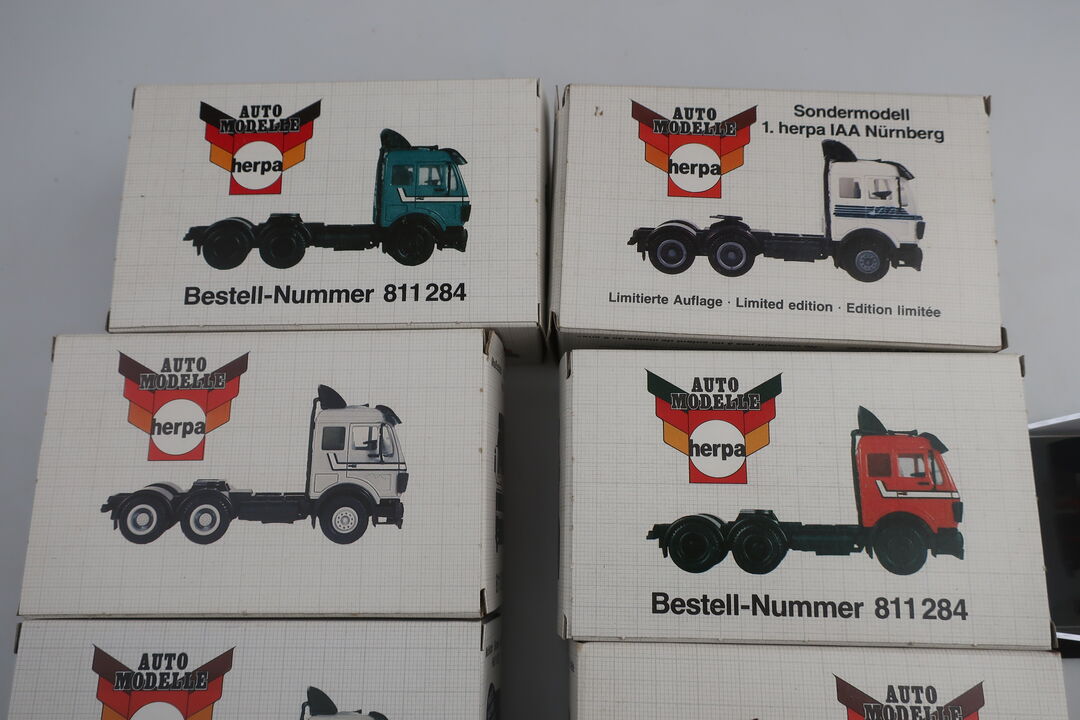 AUTO
MODELLE
herpa
Bestell-Nummer 811 284
AUTO
MODELLE
herpa
Sondermodell
1. herpa IAA Nürnberg
Limitierte Auflage · Limited edition · Edition limitée
AUTO
MODELLE
herpa
AUTO
MODELLE
herpa
Bestell-Nummer 811 284
AUTO
MODELLE
AUTO
MODELLE